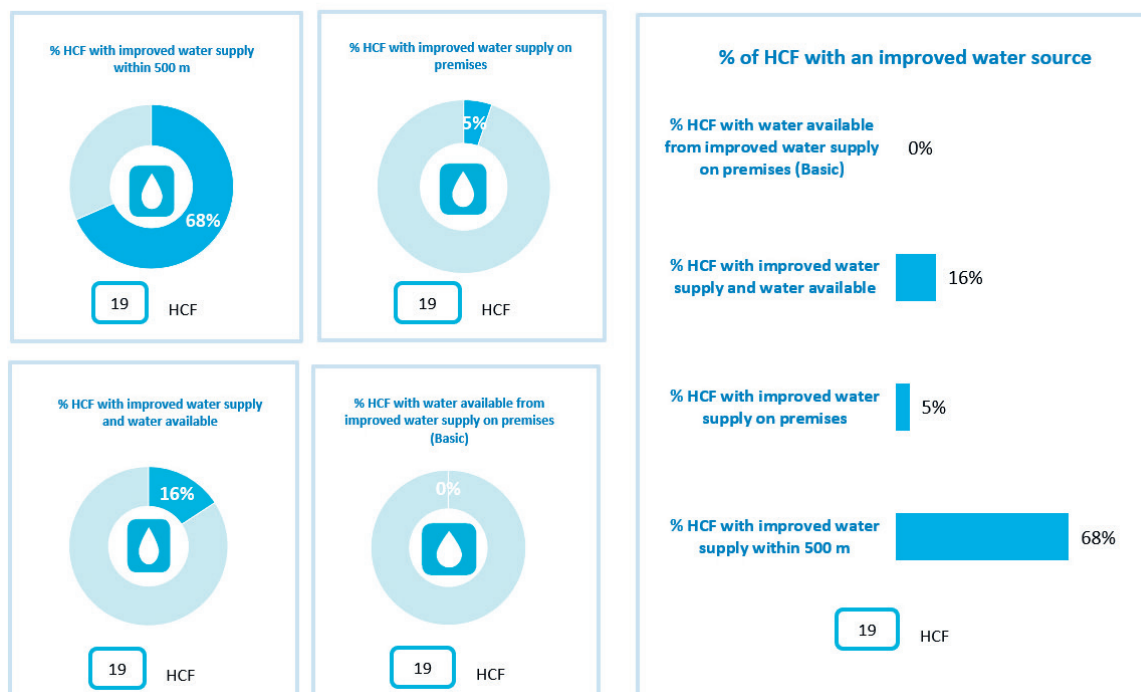 % HCF with improved water supply
within 500 m
68%
19
HCF
% HCF with improved water supply on
premises
5%
19
HCF
% HCF with improved water supply
and water available
16%
19
HCF
% HCF with water available from
improved water supply on premises
(Basic)
0%
19
HCF
% of HCF with an improved water source
% HCF with water available
from improved water supply
on premises (Basic)
0%
% HCF with improved water
supply and water available
16%
% HCF with improved water
supply on premises
5%
% HCF with improved water
supply within 500 m
68%
19
HCF